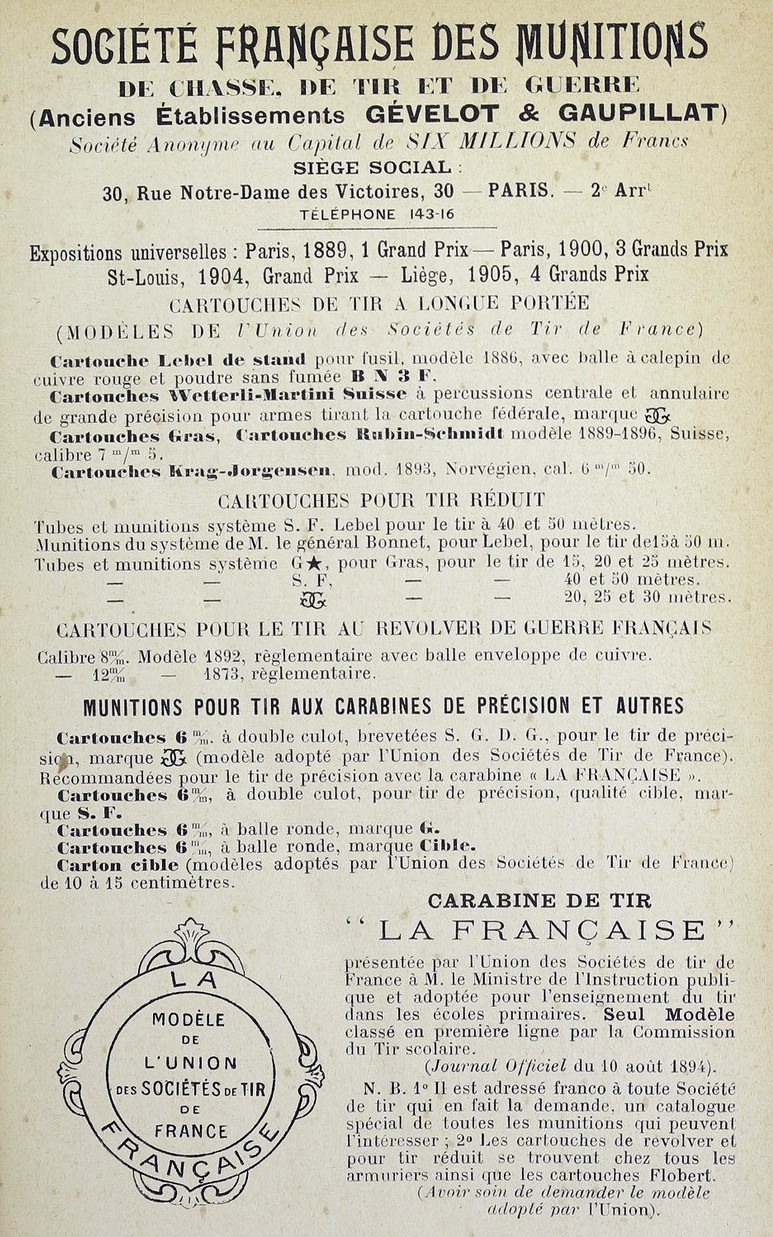 SOCIÉTÉ FRANÇAISE DES MUNITIONS
DE CHASSE, DE TIR ET DE GUERRE
(Anciens Établissements GÉVELOT & GAUPILLAT)
Société Anonyme au Capital de SIX MILLIONS de Francs
SIÈGE SOCIAL :
30, Rue Notre-Dame des Victoires, 30 — PARIS. — 2e Arrt
TÉLÉPHONE 143-16
Expositions universelles : Paris, 1889, 1 Grand Prix — Paris, 1900, 3 Grands Prix
St-Louis, 1904, Grand Prix — Liège, 1905, 4 Grands Prix
CARTOUCHES DE TIR A LONGUE PORTÉE
(MODÈLES DE l'Union des Sociétés de Tir de France)
Cartouche Lebel de stand pour fusil, modèle 1886, avec balle à calepin de
cuivre rouge et poudre sans fumée B N 3 F.
Cartouches Wetterli-Martini Suisse à percussions centrale et annulaire
de grande précision pour armes tirant la cartouche fédérale, marque GG
Cartouches Gras, Cartouches Rubin-Schmidt modèle 1889-1896, Suisse,
calibre 7 m/m 5.
Cartouches Krag-Jorgensen, mod. 1893, Norvégien, cal. 6 m/m 50.
CARTOUCHES POUR TIR RÉDUIT
Tubes et munitions système S. F. Lebel pour le tir à 40 et 50 mètres.
Munitions du système de M. le général Bonnet, pour Lebel, pour le tir de 15 à 50 m.
Tubes et munitions système G★, pour Gras, pour le tir de 15, 20 et 25 mètres.
— — S. F, — — 40 et 50 mètres.
— — GG — — 20, 25 et 30 mètres.
CARTOUCHES POUR LE TIR AU REVOLVER DE GUERRE FRANÇAIS
Calibre 8m/m. Modèle 1892, règlementaire avec balle enveloppe de cuivre.
— 12m/m — 1873, règlementaire.
MUNITIONS POUR TIR AUX CARABINES DE PRÉCISION ET AUTRES
Cartouches 6 m/m. à double culot, brevetées S. G. D. G., pour le tir de préci-
sion, marque GG (modèle adopté par l'Union des Sociétés de Tir de France).
Recommandées pour le tir de précision avec la carabine « LA FRANÇAISE ».
Cartouches 6m/m, à double culot, pour tir de précision, qualité cible, mar-
que S. F.
Cartouches 6 m/m, à balle ronde, marque G.
Cartouches 6 m/m, à balle ronde, marque Cible.
Carton cible (modèles adoptés par l'Union des Sociétés de Tir de France)
de 10 à 15 centimètres.
LA
MODÈLE
DE
L'UNION
DES SOCIÉTÉS DE TIR
DE
FRANCE
FRANÇAISE
CARABINE DE TIR
“LA FRANÇAISE”
présentée par l'Union des Sociétés de tir de
France à M. le Ministre de l'Instruction publi-
que et adoptée pour l'enseignement du tir
dans les écoles primaires. Seul Modèle
classé en première ligne par la Commission
du Tir scolaire.
(Journal Officiel du 10 août 1894).
N. B. 1o Il est adressé franco à toute Société
de tir qui en fait la demande, un catalogue
spécial de toutes les munitions qui peuvent
l'intéresser ; 2o Les cartouches de revolver et
pour tir réduit se trouvent chez tous les
armuriers ainsi que les cartouches Flobert.
(Avoir soin de demander le modèle
adopté par l'Union).